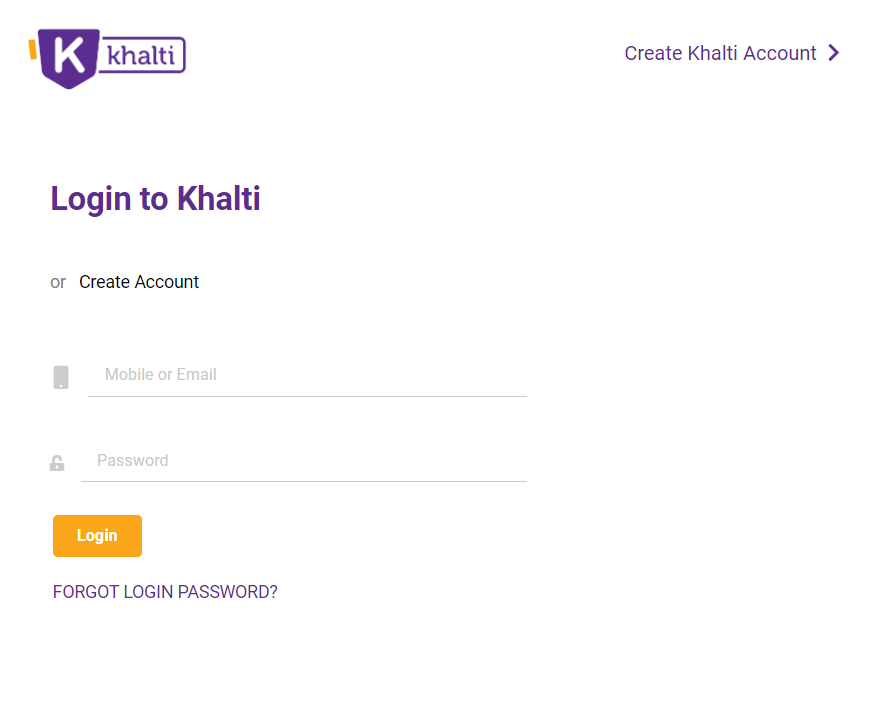 K khalti
Create Khalti Account
Login to Khalti
or Create Account
Mobile or Email
Password
Login
FORGOT LOGIN PASSWORD?